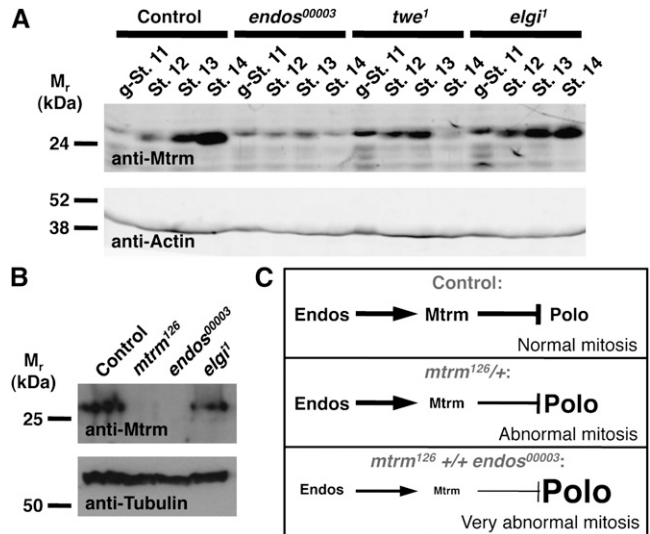 A
Control endos00003 twe1 elgi1
g-St. 11 St. 12 St. 13 St. 14 g-St. 11 St. 12 St. 13 St. 14 g-St. 11 St. 12 St. 13 St. 14 g-St. 11 St. 12 St. 13 St. 14
Mr
(kDa)
24
anti-Mtrm
52
38
anti-Actin
B
Control mtrm126 endos00003 elgi1
Mr
(kDa)
25
anti-Mtrm
50
anti-Tubulin
C
Control:
Endos Mtrm Polo
Normal mitosis
mtrm126/+:
Endos Mtrm Polo
Abnormal mitosis
mtrm126 +/+ endos00003:
Endos Mtrm Polo
Very abnormal mitosis